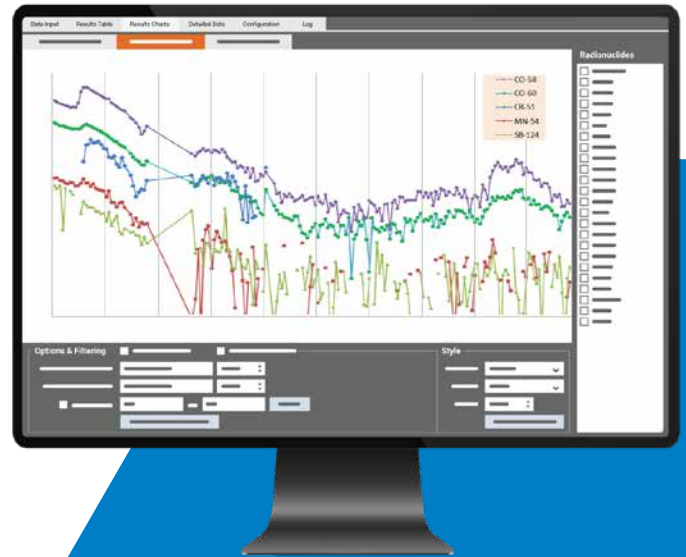 Data Input Results Table Results Charts Detailed Data Configuration Log
Radionuclides
CO-58
CO-60
CR-51
MN-54
SB-124
Options & Filtering Style